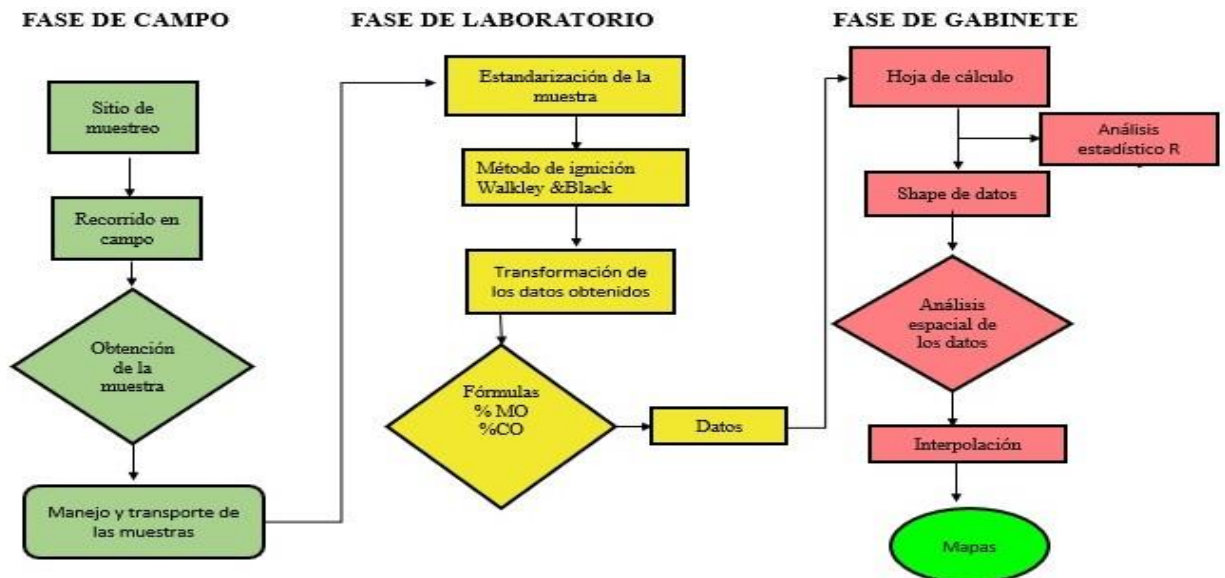 FASE DE CAMPO
Sitio de
muestreo
Recorrido en
campo
Obtención
de la
muestra
Manejo y transporte de
las muestras
FASE DE LABORATORIO
Estandarización de la
muestra
Método de ignición
Walkley &Black
Transformación de
los datos obtenidos
Fórmulas
% MO
%CO
Datos
FASE DE GABINETE
Hoja de cálculo
Análisis
estadístico R
Shape de datos
Análisis
espacial de
los datos
Interpolación
Mapas